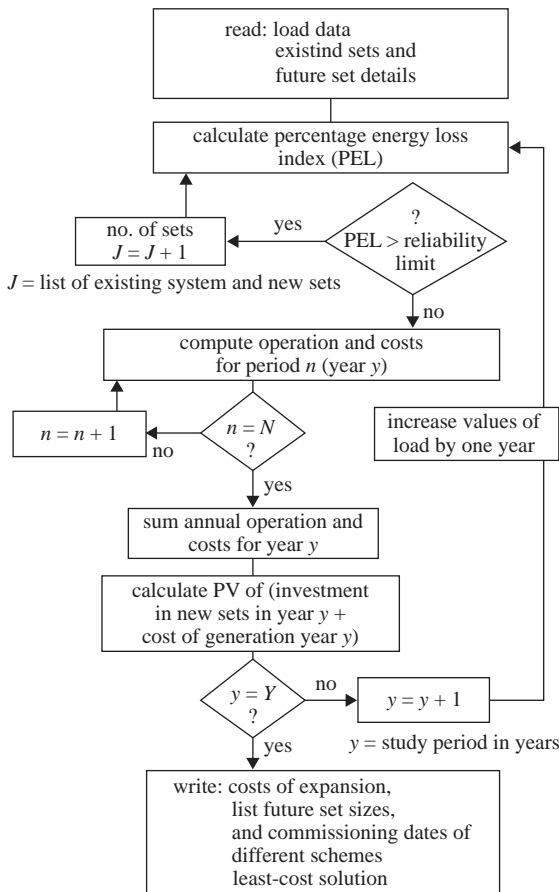 read: load data
existind sets and
future set details
calculate percentage energy loss
index (PEL)
?
PEL > reliability
limit
yes
no. of sets
J = J + 1
J = list of existing system and new sets
no
compute operation and costs
for period n (year y)
n = N
?
no
n = n + 1
increase values of
load by one year
yes
sum annual operation and
costs for year y
calculate PV of (investment
in new sets in year y +
cost of generation year y)
y = Y
?
no
y = y + 1
y = study period in years
yes
write: costs of expansion,
list future set sizes,
and commissioning dates of
different schemes
least-cost solution